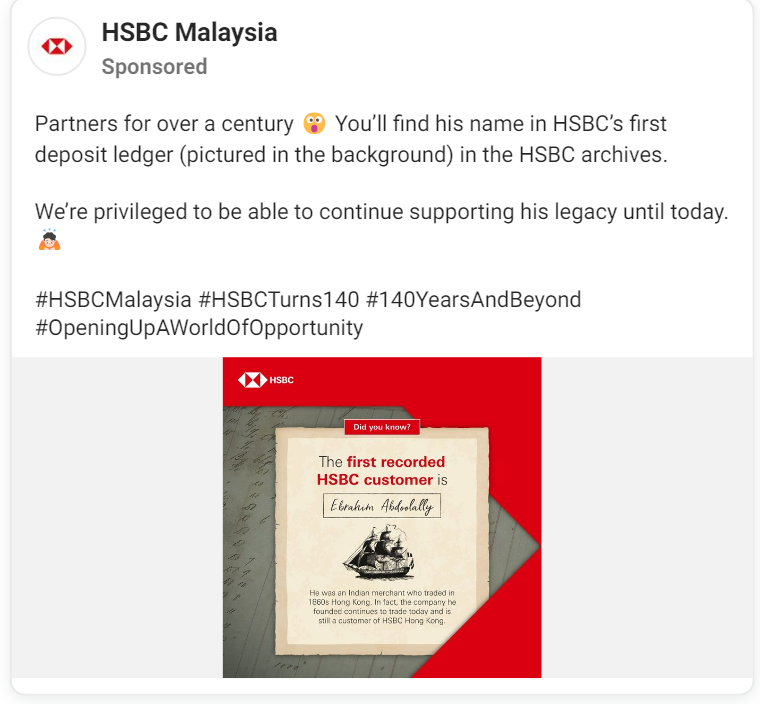 HSBC Malaysia
Sponsored
Partners for over a century 😲 You’ll find his name in HSBC’s first
deposit ledger (pictured in the background) in the HSBC archives.
We’re privileged to be able to continue supporting his legacy until today.
🙇
#HSBCMalaysia #HSBCTurns140 #140YearsAndBeyond
#OpeningUpAWorldOfOpportunity
HSBC
Did you know?
The first recorded
HSBC customer is
Ebrahim Abdoolally
He was an Indian merchant who traded in
1860s Hong Kong. In fact, the company he
founded continues to trade today and is
still a customer of HSBC Hong Kong.